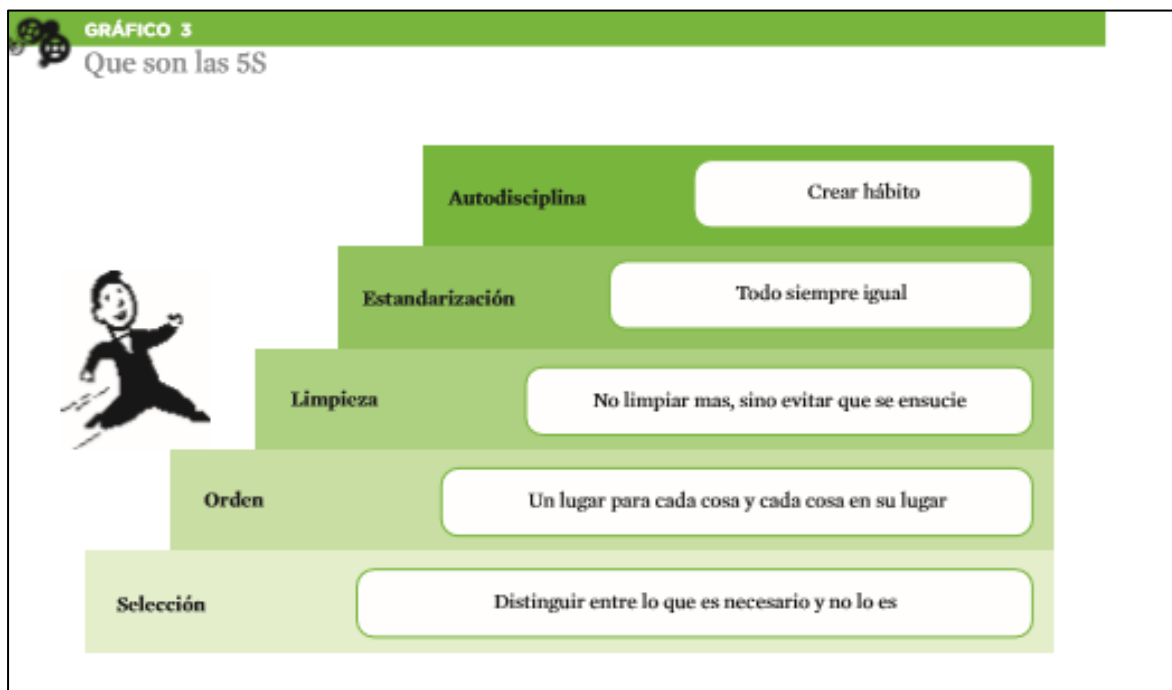 GRÁFICO 3
Que son las 5S
Autodisciplina
Crear hábito
Estandarización
Todo siempre igual
Limpieza
No limpiar mas, sino evitar que se ensucie
Orden
Un lugar para cada cosa y cada cosa en su lugar
Selección
Distinguir entre lo que es necesario y no lo es